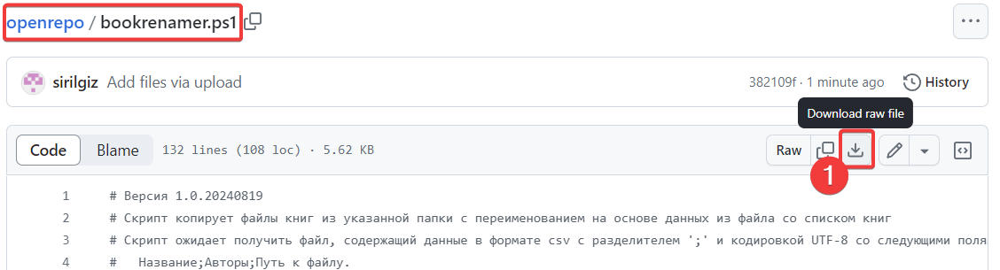 openrepo / bookrenamer.ps1
sirilgiz Add files via upload 382109f · 1 minute ago History
Download raw file
Code Blame 132 lines (108 loc) · 5.62 KB Raw
1
1 # Версия 1.0.20240819
2 # Скрипт копирует файлы книг из указанной папки с переименованием на основе данных из файла со списком книг
3 # Скрипт ожидает получить файл, содержащий данные в формате csv с разделителем ';' и кодировкой UTF-8 со следующими поля
4 # Название;Авторы;Путь к файлу.